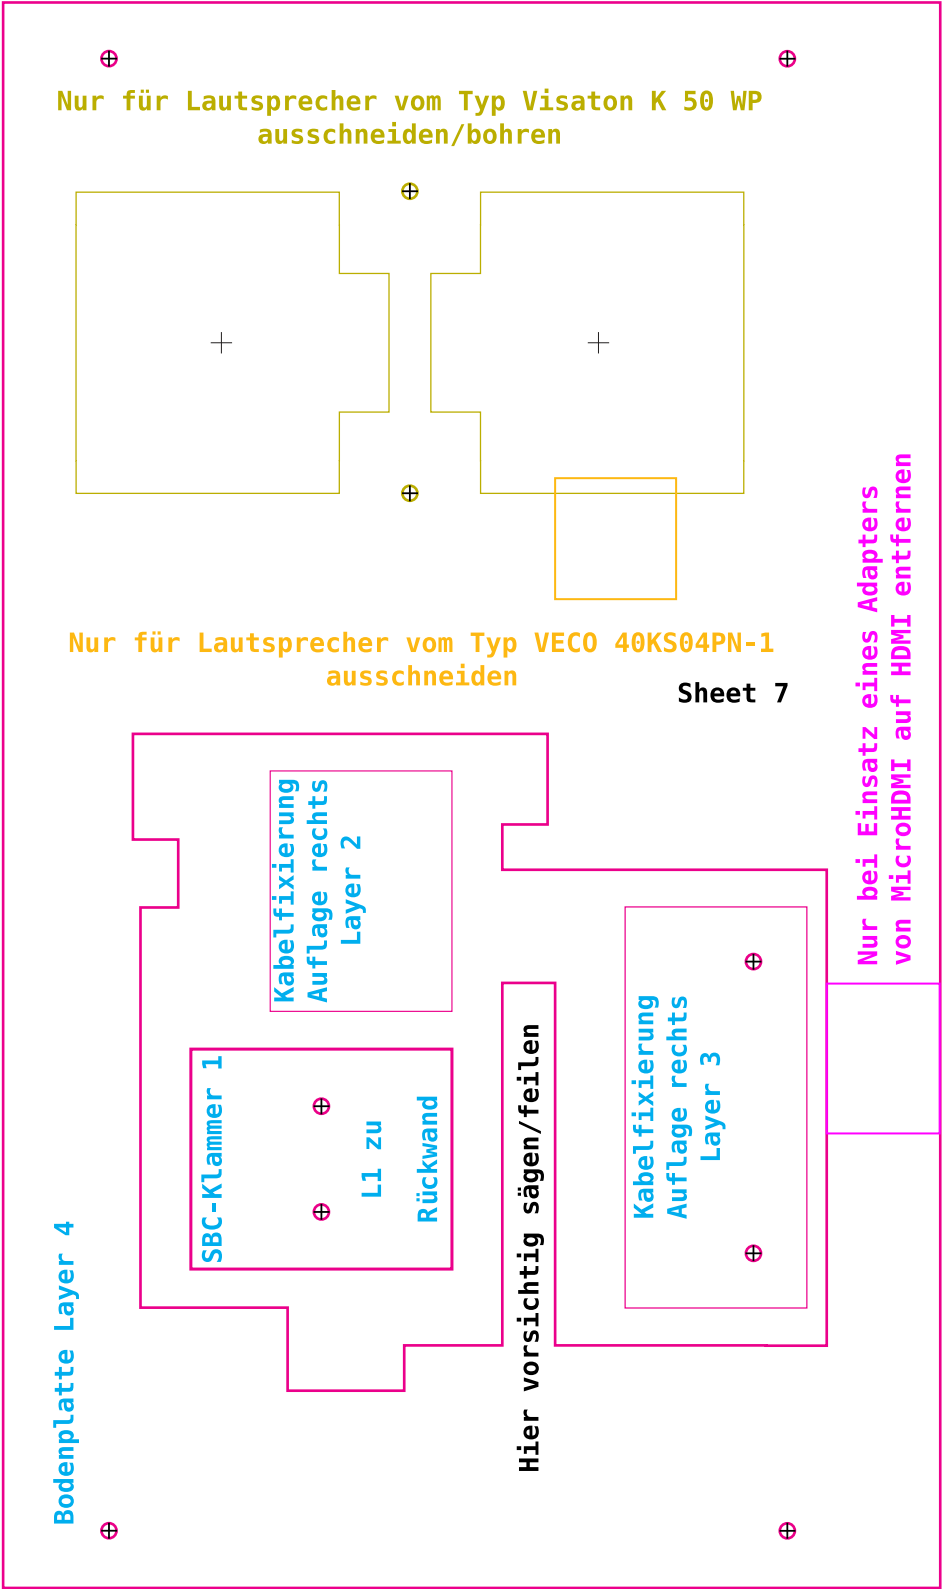 Nur für Lautsprecher vom Typ Visaton K 50 WP
ausschneiden/bohren
Nur für Lautsprecher vom Typ VECO 40KS04PN-1
ausschneiden
Sheet 7
Nur bei Einsatz eines Adapters
von MicroHDMI auf HDMI entfernen
Kabelfixierung
Auflage rechts
Layer 2
Kabelfixierung
Auflage rechts
Layer 3
SBC-Klammer 1
L1 zu
Rückwand
Hier vorsichtig sägen/feilen
Bodenplatte Layer 4